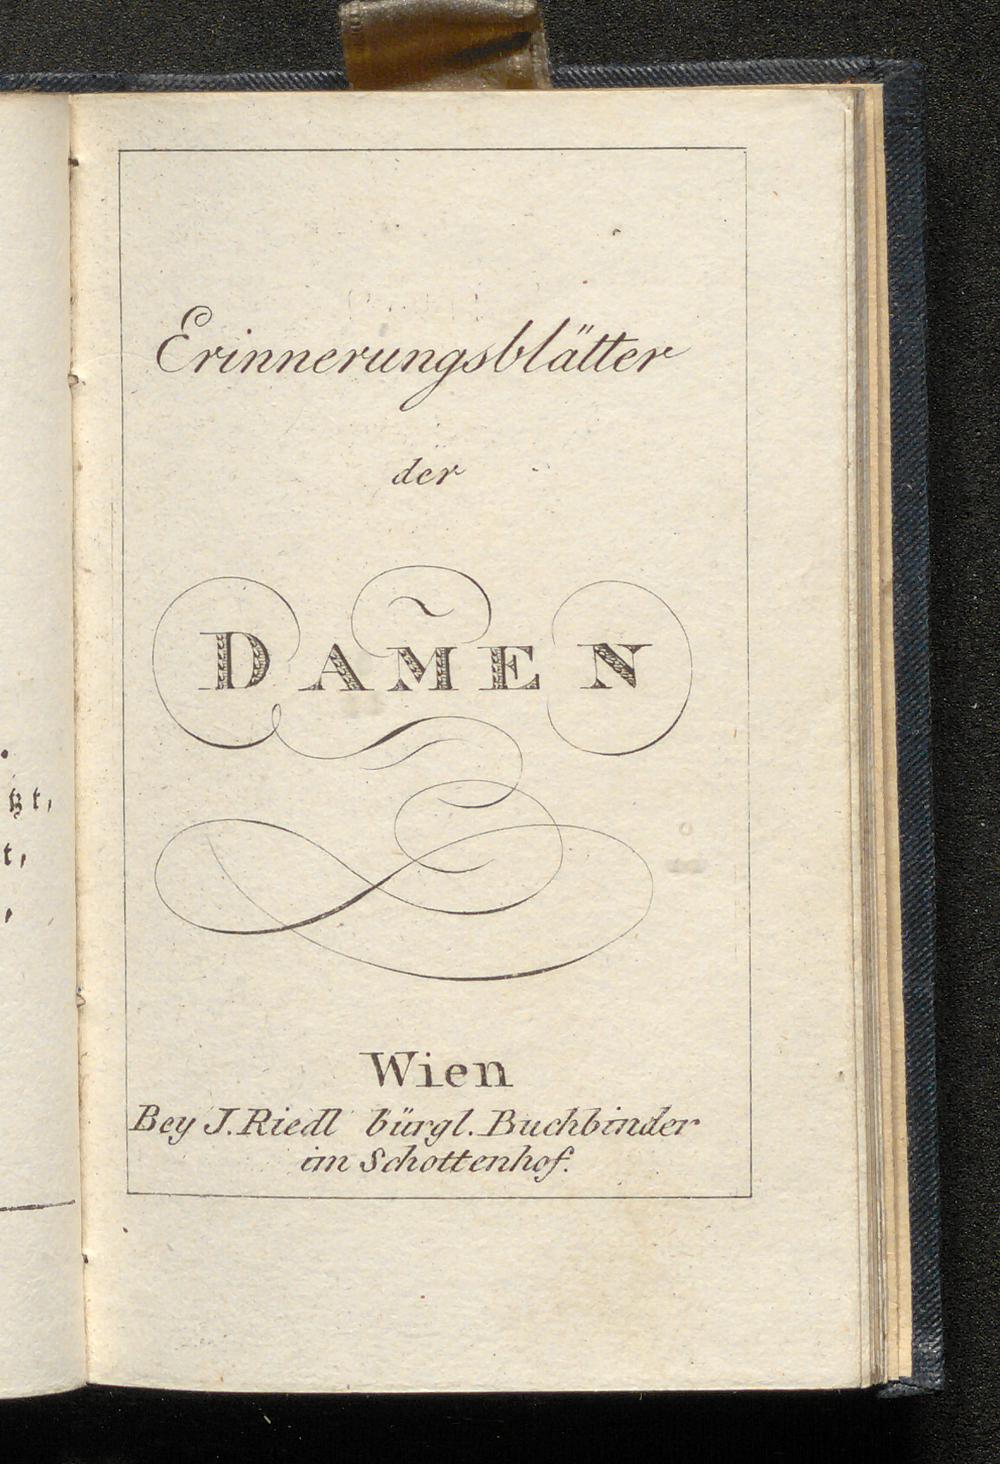 Erinnerungsblätter
der
DAMEN
Wien
Bey J. Riedl bürgl. Buchbinder
im Schottenhof.